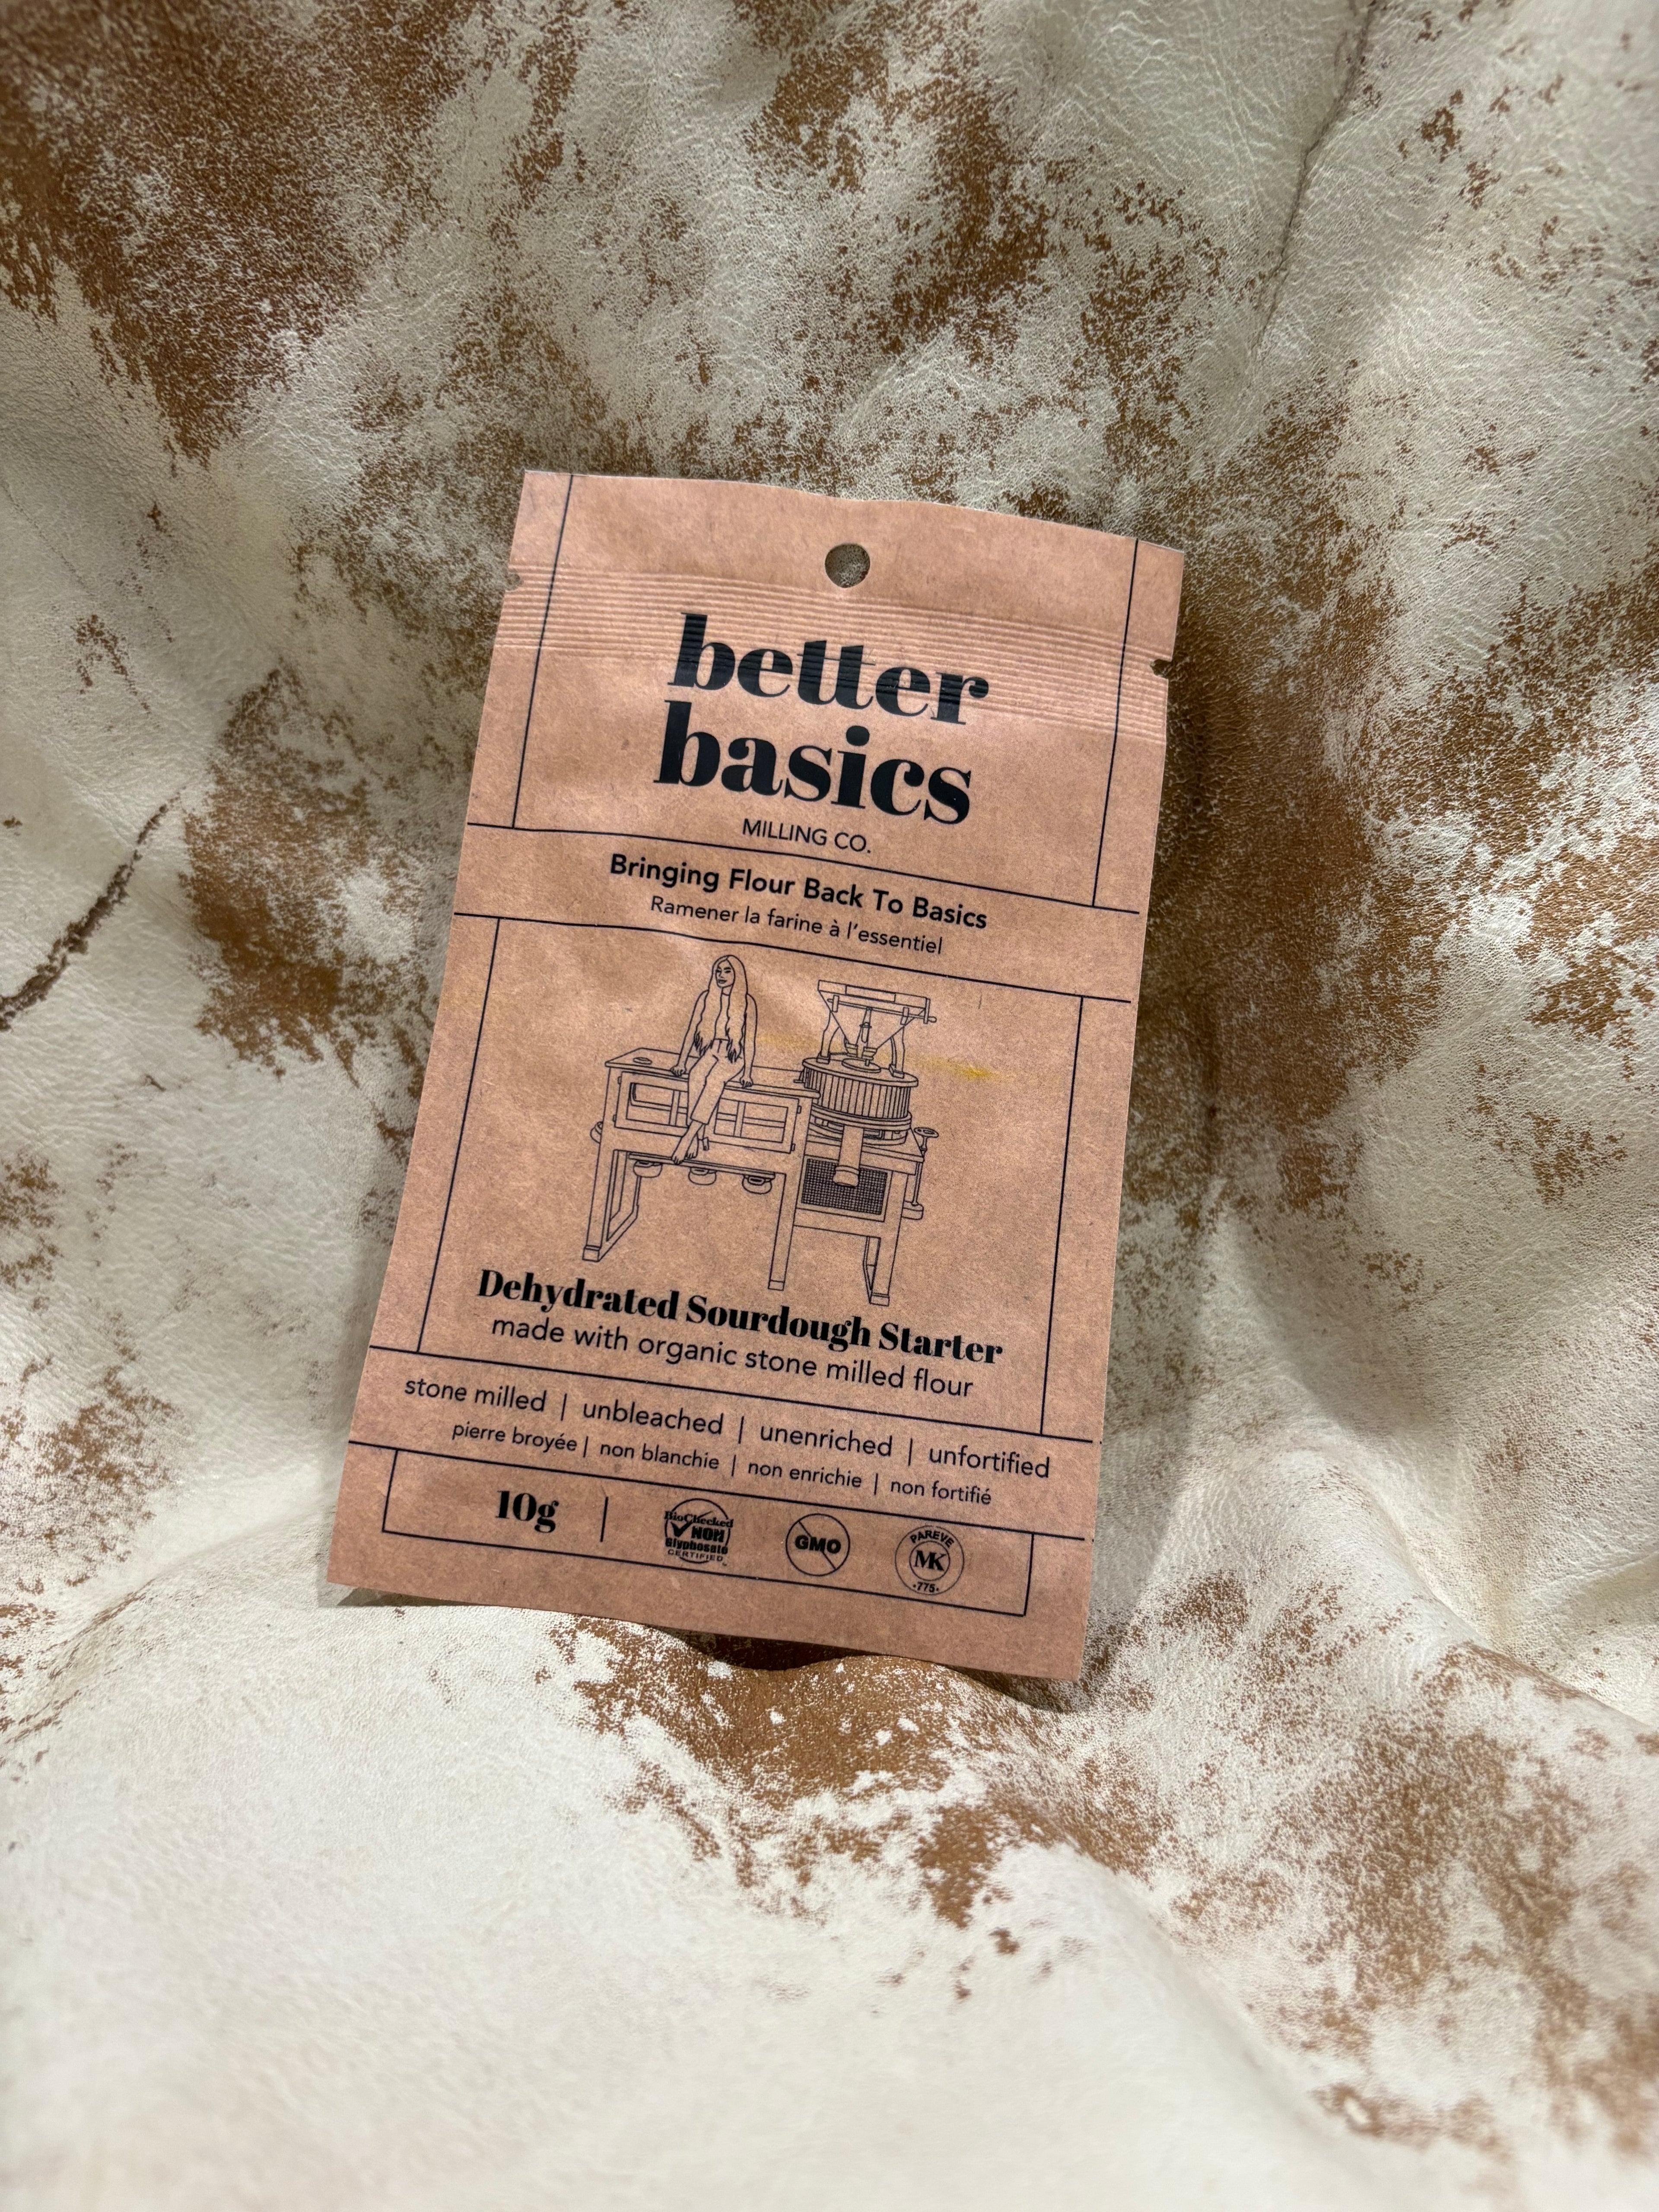 better
basics
MILLING CO.
Bringing Flour Back To Basics
Ramener la farine à l'essentiel
Dehydrated Sourdough Starter
made with organic stone milled flour
stone milled | unbleached | unenriched | unfortified
pierre broyée | non blanchie | non enrichie | non fortifié
10g |
BioChecked
NON
Glyphosate
CERTIFIED
GMO
PAREVE
MK
•775•